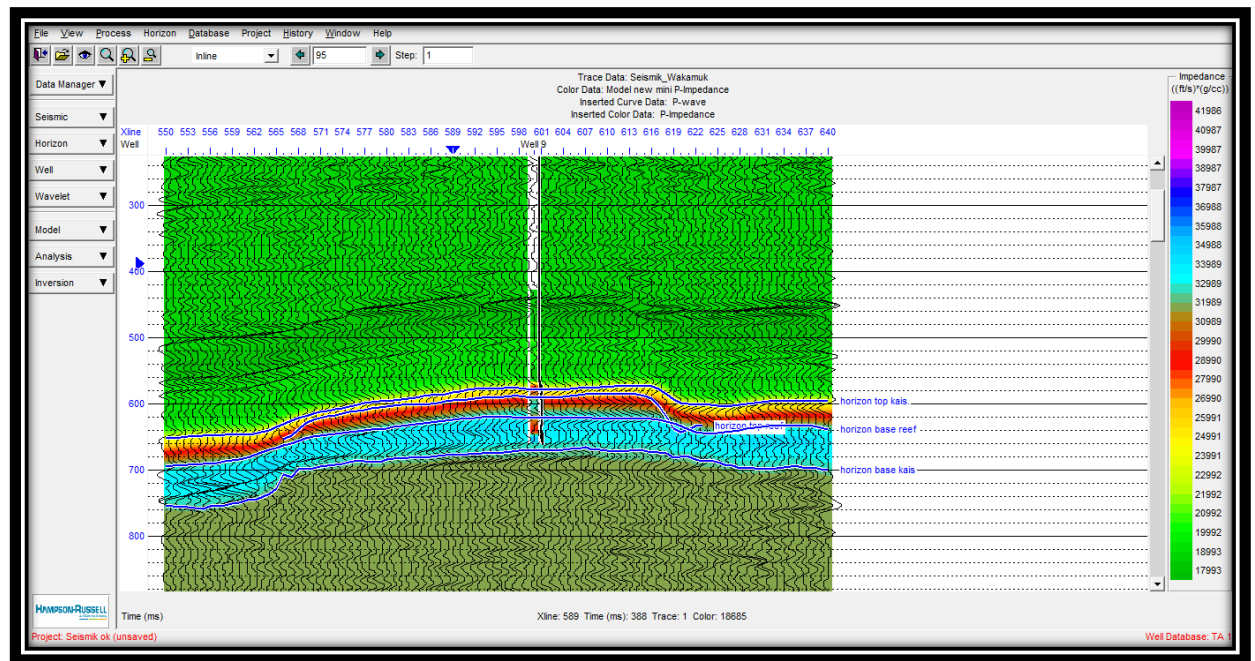 File View Process Horizon Database Project History Window Help
Inline 95 Step: 1
Data Manager
Seismic
Horizon
Well
Wavelet
Model
Analysis
Inversion
Trace Data: Seismik_Wakamuk
Color Data: Model new mini P-Impedance
Inserted Curve Data: P-wave
Inserted Color Data: P-Impedance
Xline 550 553 556 559 562 565 568 571 574 577 580 583 586 589 592 595 598 601 604 607 610 613 616 619 622 625 628 631 634 637 640
Well Well 9
300
400
500
600
700
800
horizon top kais.
horizon top reef
horizon base reef
horizon base kais
Impedance
((ft/s)*(g/cc))
41986
40987
39987
38987
37987
36988
35988
34988
33989
32989
31989
30989
29990
28990
27990
26990
25991
24991
23991
22992
21992
20992
19992
18993
17993
HAMPSON-RUSSELL
Time (ms)
Xline: 589 Time (ms): 388 Trace: 1 Color: 18685
Project: Seismik ok (unsaved)
Well Database: TA 1